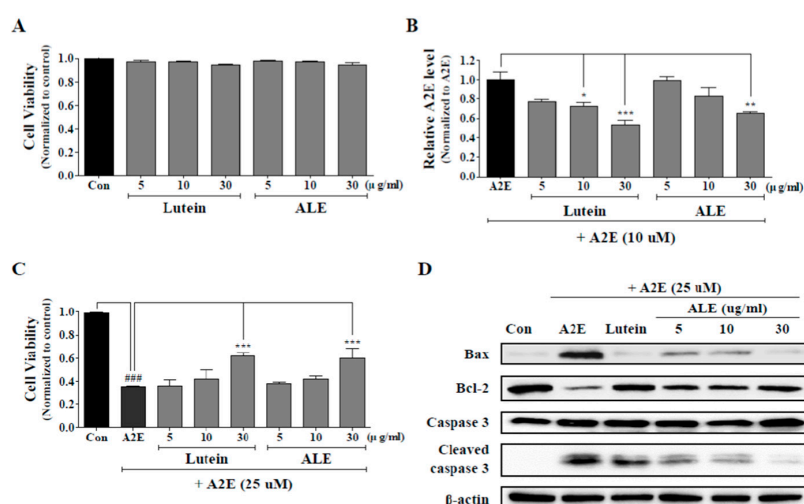 A
Cell Viability
(Normalized to control)
1.0
0.8
0.6
0.4
0.2
0.0
Con 5 10 30 5 10 30 (μ g/ml)
Lutein ALE
B
Relative A2E level
(Normalized to A2E)
1.2
1.0
0.8
0.6
0.4
0.2
0.0
* *** **
A2E 5 10 30 5 10 30 (μ g/ml)
Lutein ALE
+ A2E (10 uM)
C
Cell Viability
(Normalized to control)
1.0
0.8
0.6
0.4
0.2
0.0
### *** ***
Con A2E 5 10 30 5 10 30 (μ g/ml)
Lutein ALE
+ A2E (25 uM)
D
+ A2E (25 uM)
ALE (ug/ml)
Con A2E Lutein 5 10 30
Bax
Bcl-2
Caspase 3
Cleaved
caspase 3
β-actin